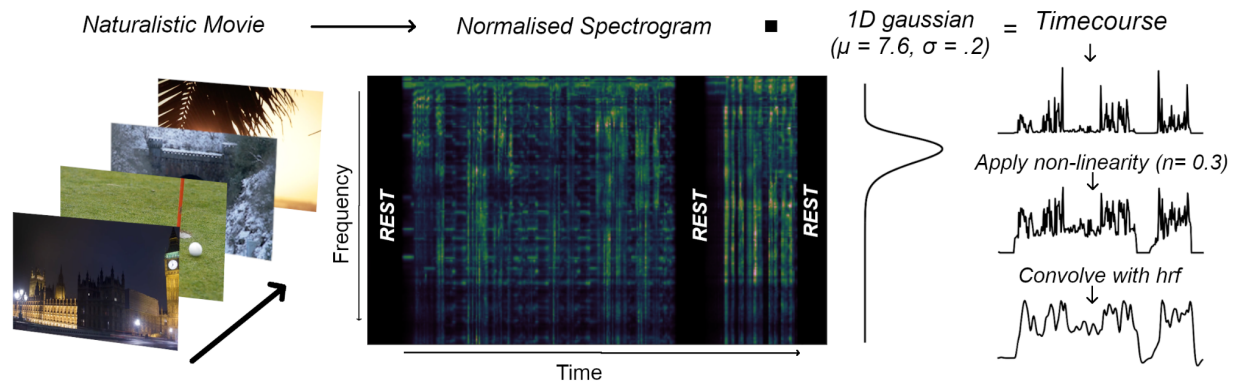 Naturalistic Movie
Normalised Spectrogram
1D gaussian
(μ = 7.6, σ = .2)
=
Timecourse
Frequency
REST
REST
REST
Time
Apply non-linearity (n= 0.3)
Convolve with hrf